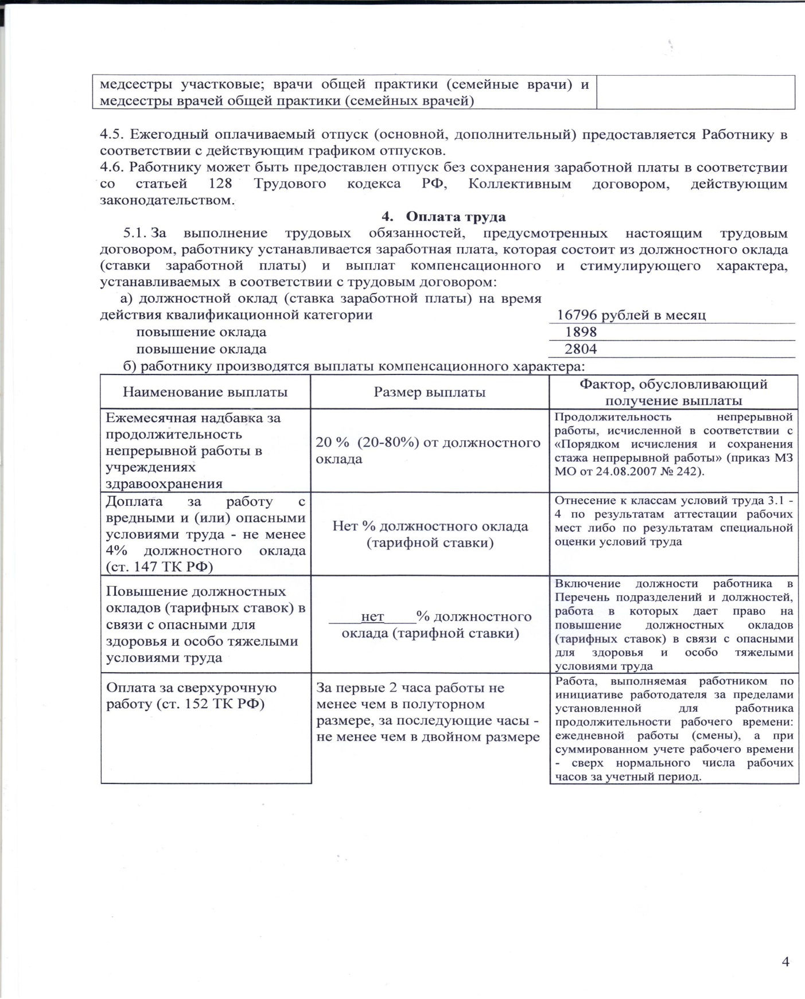 медсестры участковые; врачи общей практики (семейные врачи) и
медсестры врачей общей практики (семейных врачей)
4.5. Ежегодный оплачиваемый отпуск (основной, дополнительный) предоставляется Работнику в
соответствии с действующим графиком отпусков.
4.6. Работнику может быть предоставлен отпуск без сохранения заработной платы в соответствии
со статьей 128 Трудового кодекса РФ, Коллективным договором, действующим
законодательством.
4. Оплата труда
5.1. За выполнение трудовых обязанностей, предусмотренных настоящим трудовым
договором, работнику устанавливается заработная плата, которая состоит из должностного оклада
(ставки заработной платы) и выплат компенсационного и стимулирующего характера,
устанавливаемых в соответствии с трудовым договором:
а) должностной оклад (ставка заработной платы) на время
действия квалификационной категории 16796 рублей в месяц
повышение оклада 1898
повышение оклада 2804
б) работнику производятся выплаты компенсационного характера:
Наименование выплаты
Размер выплаты
Фактор, обусловливающий
получение выплаты
Ежемесячная надбавка за
продолжительность
непрерывной работы в
учреждениях
здравоохранения
20 % (20-80%) от должностного
оклада
Продолжительность непрерывной
работы, исчисленной в соответствии с
«Порядком исчисления и сохранения
стажа непрерывной работы» (приказ МЗ
МО от 24.08.2007 № 242).
Доплата за работу с
вредными и (или) опасными
условиями труда - не менее
4% должностного оклада
(ст. 147 ТК РФ)
Нет % должностного оклада
(тарифной ставки)
Отнесение к классам условий труда 3.1 -
4 по результатам аттестации рабочих
мест либо по результатам специальной
оценки условий труда
Повышение должностных
окладов (тарифных ставок) в
связи с опасными для
здоровья и особо тяжелыми
условиями труда
_____нет_____% должностного
оклада (тарифной ставки)
Включение должности работника в
Перечень подразделений и должностей,
работа в которых дает право на
повышение должностных окладов
(тарифных ставок) в связи с опасными
для здоровья и особо тяжелыми
условиями труда
Оплата за сверхурочную
работу (ст. 152 ТК РФ)
За первые 2 часа работы не
менее чем в полуторном
размере, за последующие часы -
не менее чем в двойном размере
Работа, выполняемая работником по
инициативе работодателя за пределами
установленной для работника
продолжительности рабочего времени:
ежедневной работы (смены), а при
суммированном учете рабочего времени
- сверх нормального числа рабочих
часов за учетный период.
4